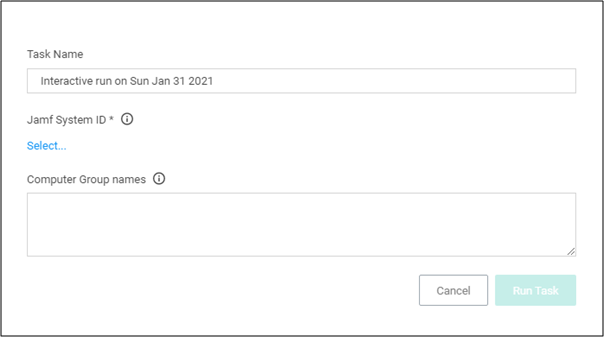 Task Name
Interactive run on Sun Jan 31 2021
Jamf System ID *
Select...
Computer Group names
Cancel Run Task